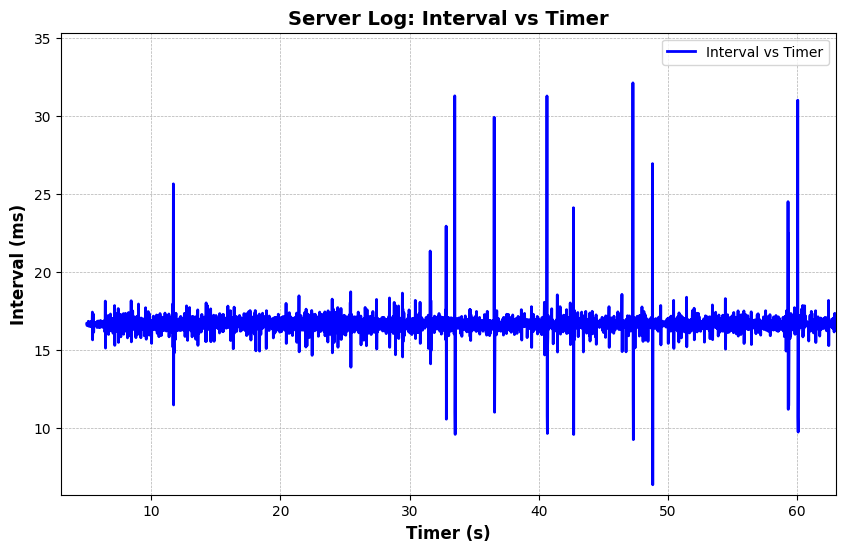 Server Log: Interval vs Timer
Interval vs Timer
35
30
25
20
15
10
Interval (ms)
10 20 30 40 50 60
Timer (s)